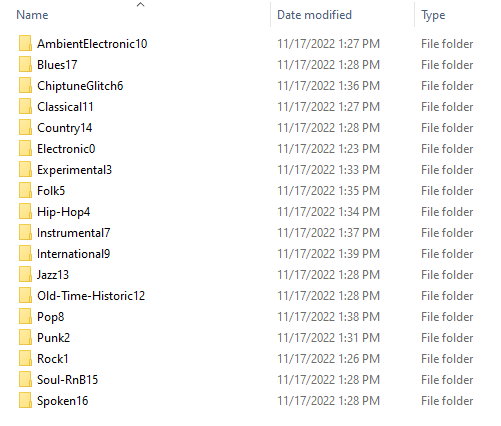 Name Date modified Type
AmbientElectronic10 11/17/2022 1:27 PM File folder
Blues17 11/17/2022 1:28 PM File folder
ChiptuneGlitch6 11/17/2022 1:36 PM File folder
Classical11 11/17/2022 1:27 PM File folder
Country14 11/17/2022 1:28 PM File folder
Electronic0 11/17/2022 1:23 PM File folder
Experimental3 11/17/2022 1:33 PM File folder
Folk5 11/17/2022 1:35 PM File folder
Hip-Hop4 11/17/2022 1:34 PM File folder
Instrumental7 11/17/2022 1:37 PM File folder
International9 11/17/2022 1:39 PM File folder
Jazz13 11/17/2022 1:28 PM File folder
Old-Time-Historic12 11/17/2022 1:28 PM File folder
Pop8 11/17/2022 1:38 PM File folder
Punk2 11/17/2022 1:31 PM File folder
Rock1 11/17/2022 1:26 PM File folder
Soul-RnB15 11/17/2022 1:28 PM File folder
Spoken16 11/17/2022 1:28 PM File folder